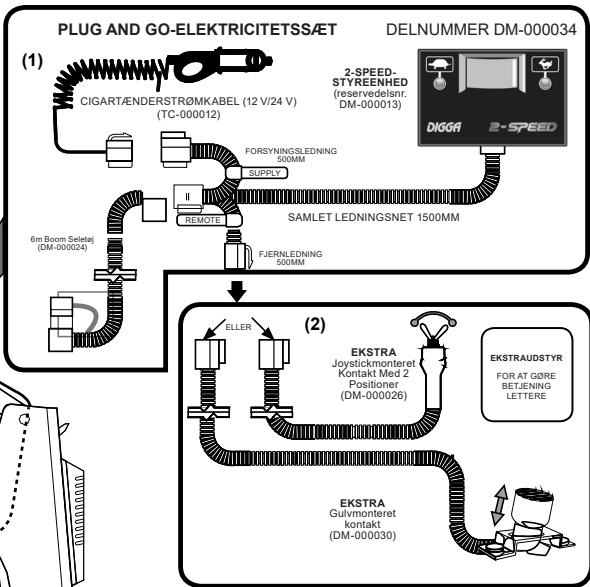 PLUG AND GO-ELEKTRICITETSSÆT
DELNUMMER DM-000034
(1)
2-SPEED-
STYREENHED
(reservedelsnr.
DM-000013)
CIGARTÆNDERSTRØMKABEL (12 V/24 V)
(TC-000012)
DIGGA
2-SPEED
FORSYNINGSLEDNING
500MM
SUPPLY
SAMLET LEDNINGSNET 1500MM
REMOTE
6m Boom Seletøj
(DM-000024)
FJERNLEDNING
500MM
ELLER
(2)
EKSTRA
Joystickmonteret
Kontakt Med 2
Positioner
(DM-000026)
EKSTRAUDSTYR
FOR AT GØRE
BETJENING
LETTERE
EKSTRA
Gulvmonteret
kontakt
(DM-000030)